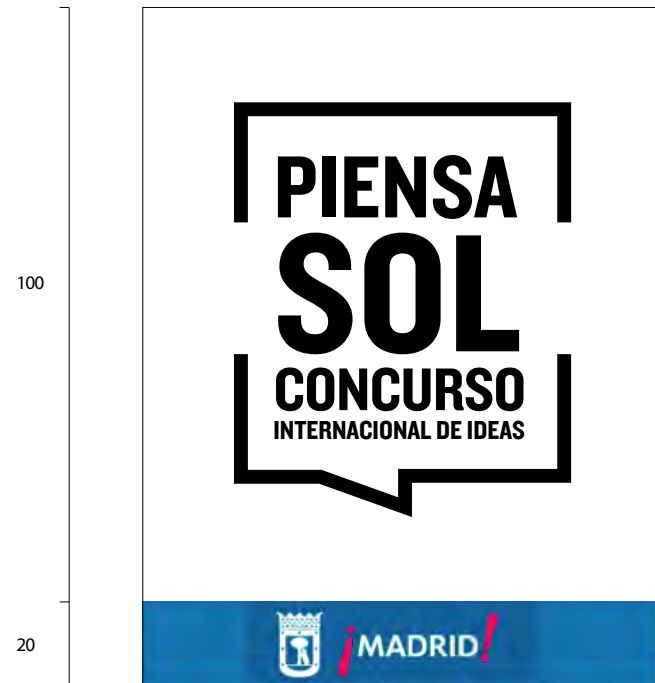 100
PIENSA
SOL
CONCURSO
INTERNACIONAL DE IDEAS
20
¡MADRID!